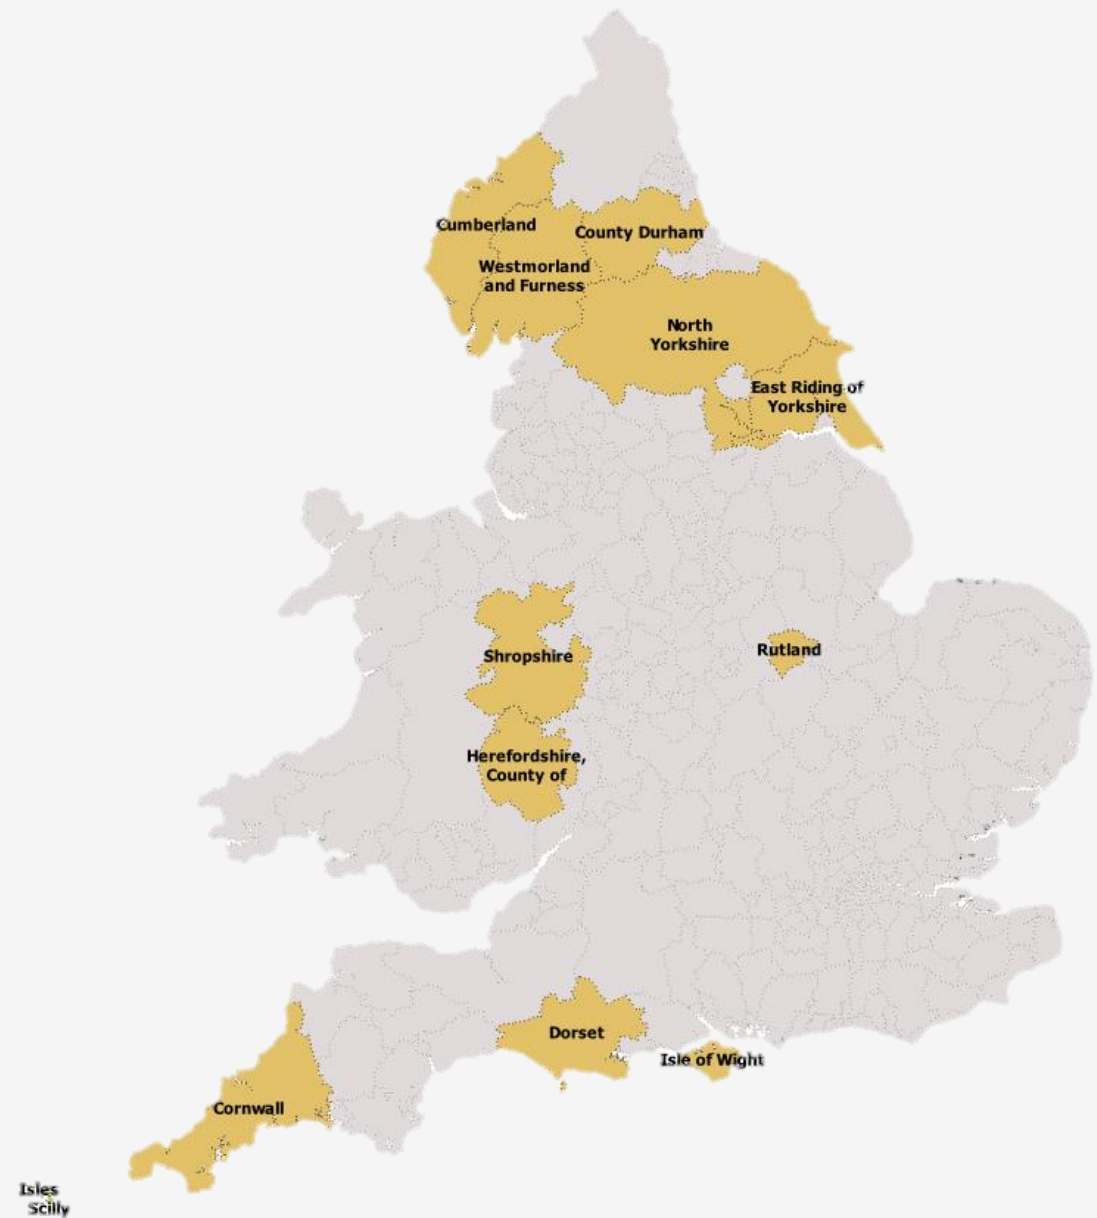 Cumberland
County Durham
Westmorland
and Furness
North
Yorkshire
East Riding of
Yorkshire
Rutland
Shropshire
Herefordshire,
County of
Dorset
Isle of Wight
Cornwall
Isles
Scilly